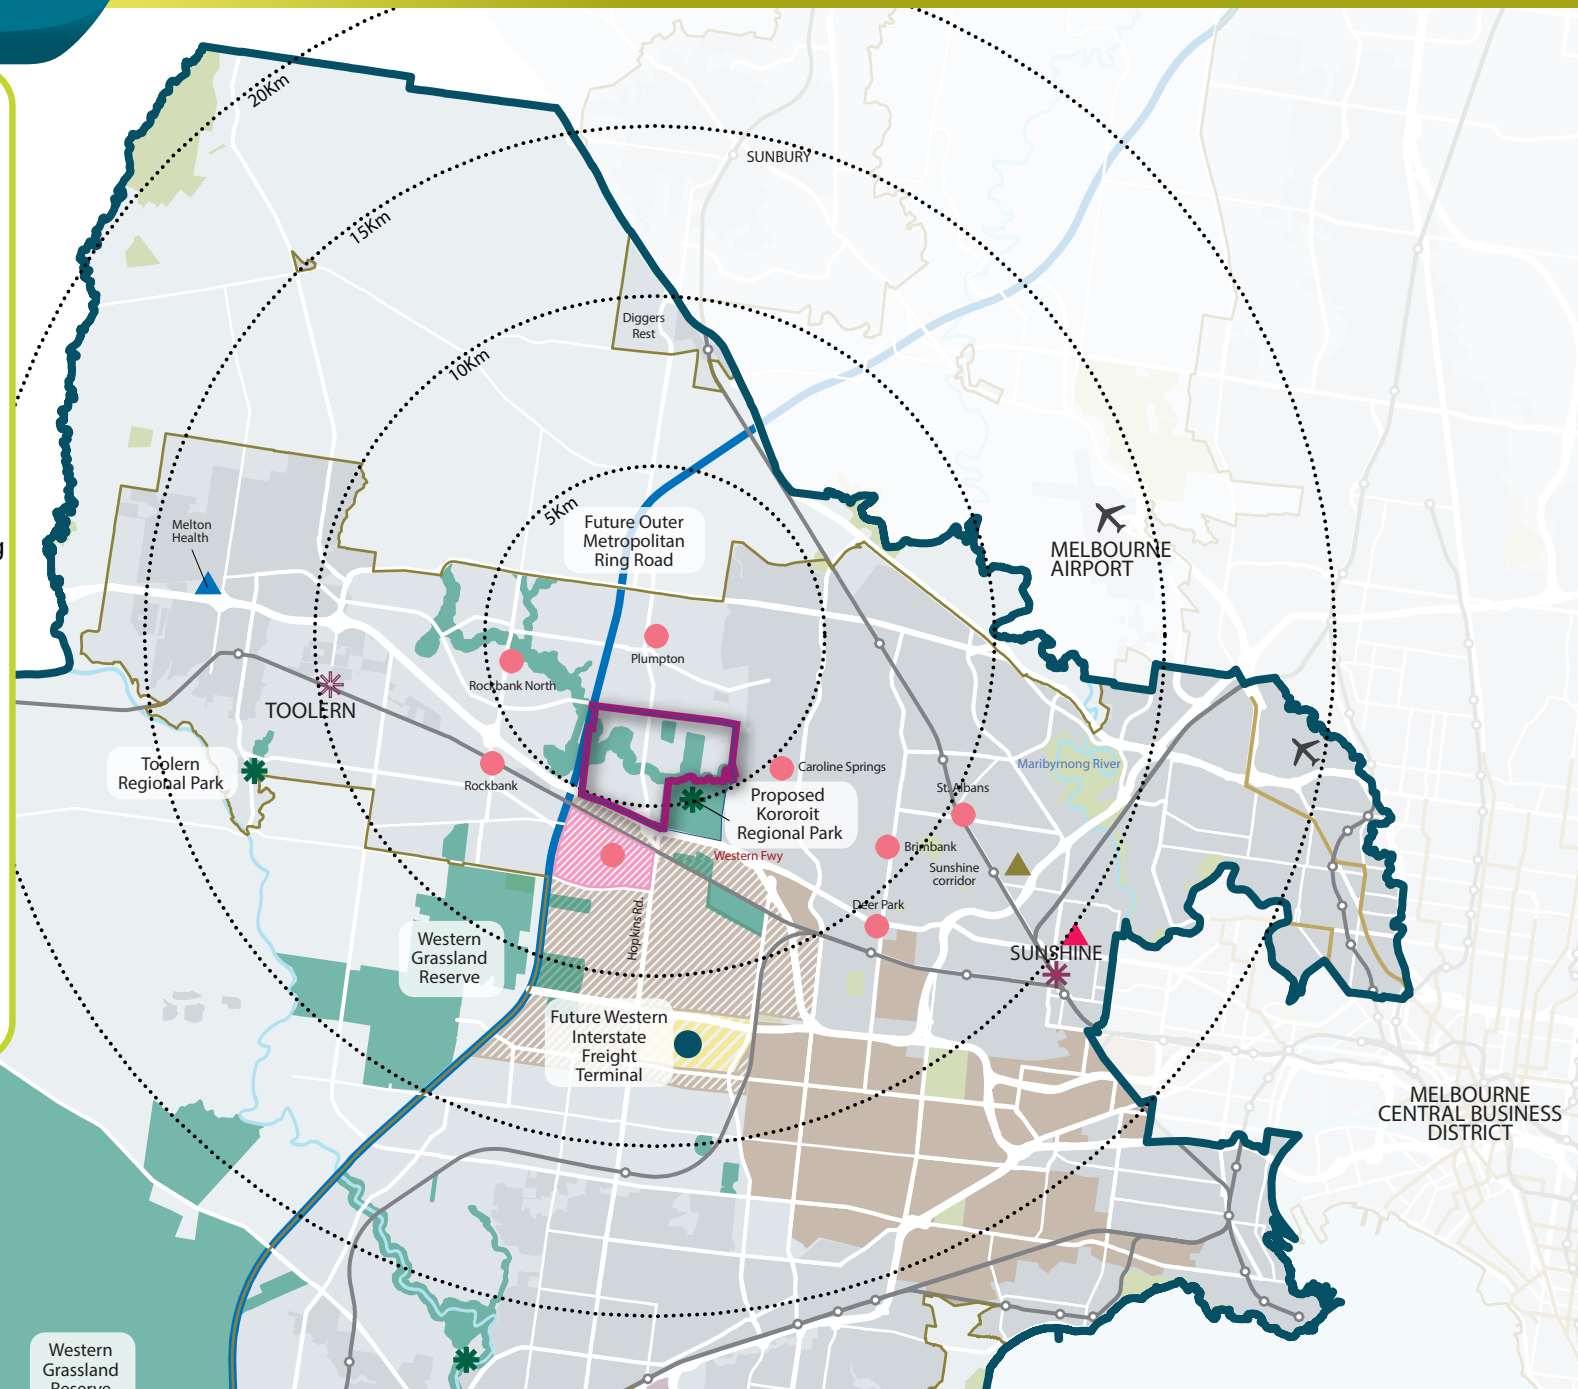 20Km
SUNBURY
15Km
Diggers
Rest
10Km
5Km
Melton
Health
Future Outer
Metropolitan
Ring Road
MELBOURNE
AIRPORT
Plumpton
Rockbank North
TOOLERN
Toolern
Regional Park
Rockbank
Caroline Springs
Maribyrnong River
Proposed
Kororoit
Regional Park
St. Albans
Western Fwy
Brimbank
Sunshine
corridor
Deer Park
Hopkins Rd.
Western
Grassland
Reserve
SUNSHINE
Future Western
Interstate
Freight
Terminal
MELBOURNE
CENTRAL BUSINESS
DISTRICT
Western
Grassland
Reserve